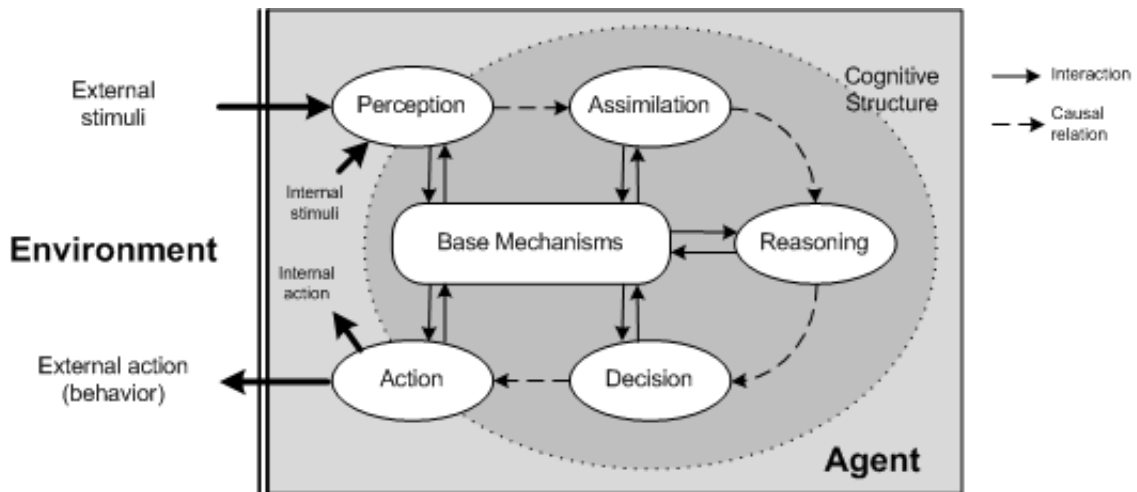 External
stimuli
Perception
Assimilation
Cognitive
Structure
Interaction
Causal
relation
Internal
stimuli
Environment
Base Mechanisms
Reasoning
Internal
action
External action
(behavior)
Action
Decision
Agent